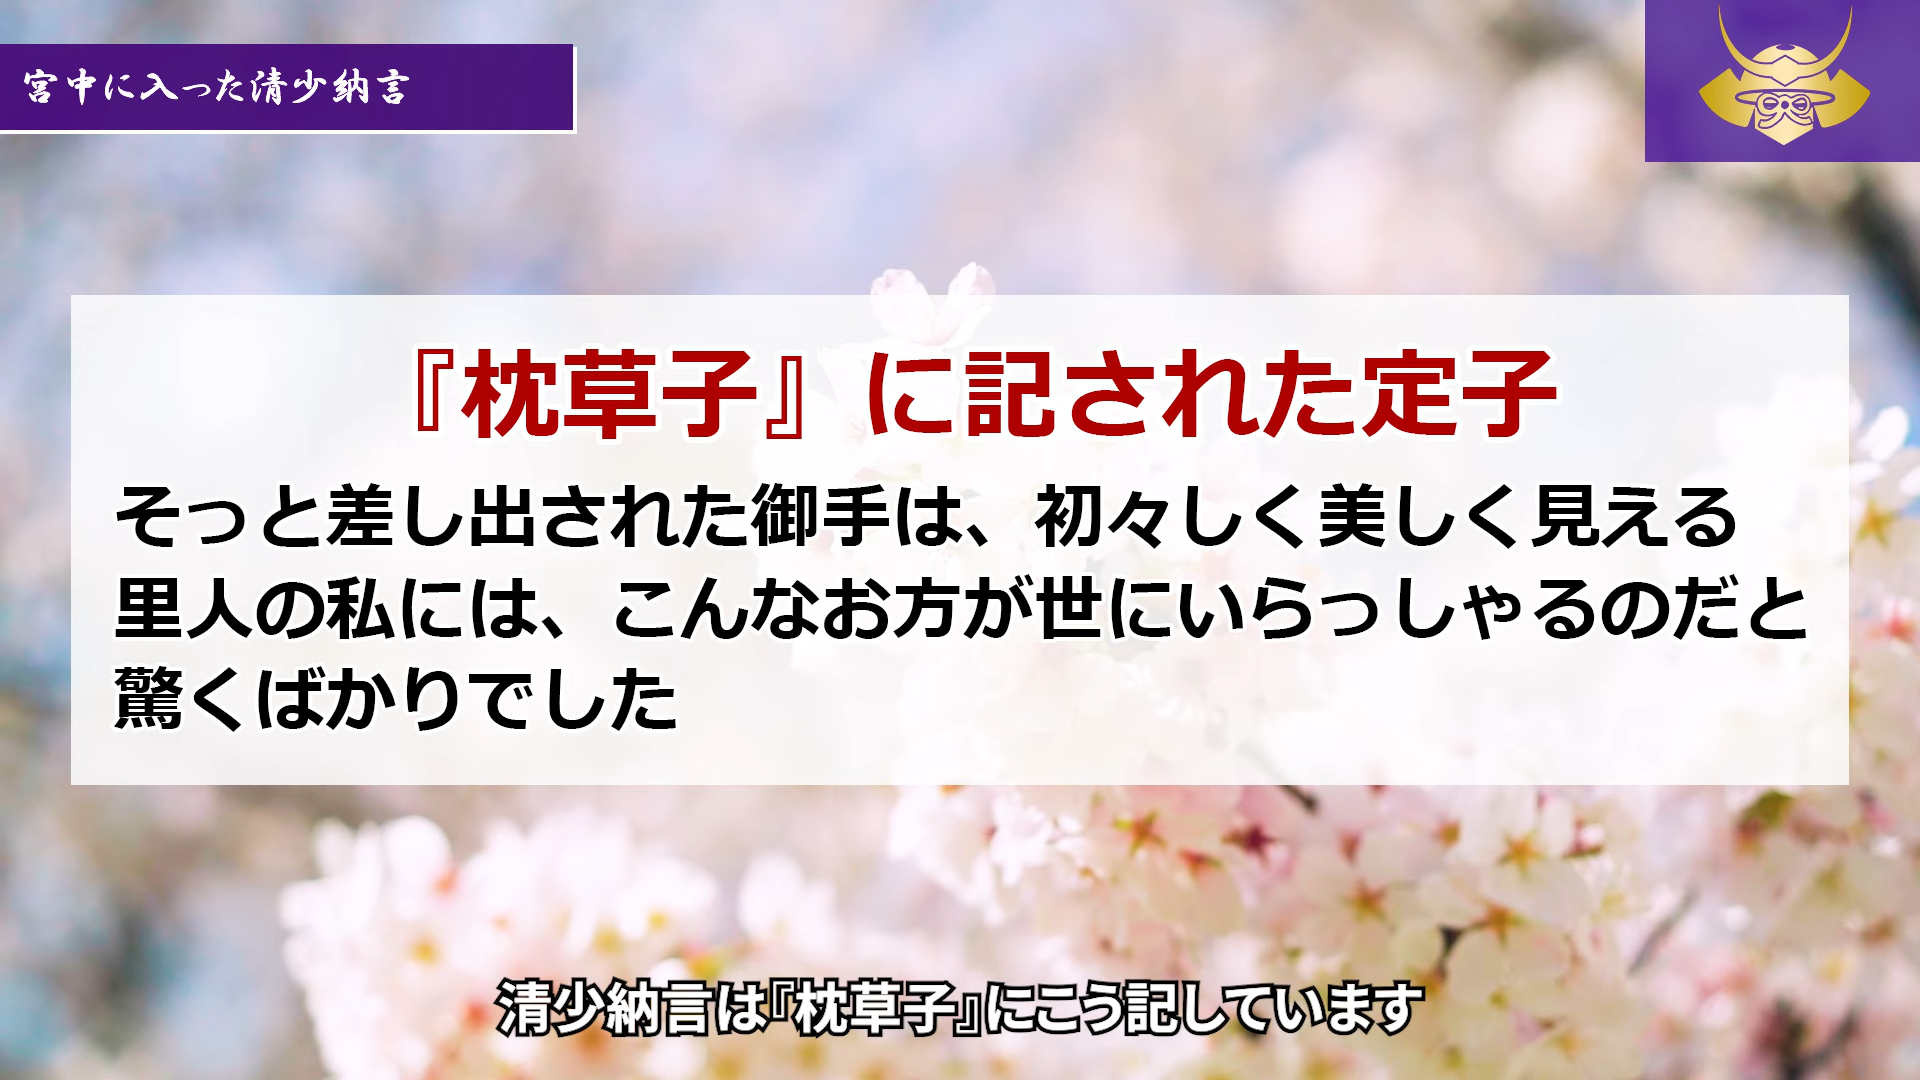 宮中に入った清少納言
『枕草子』に記された定子
そっと差し出された御手は、初々しく美しく見える
里人の私には、こんなお方が世にいらっしゃるのだと
驚くばかりでした
清少納言は『枕草子』にこう記しています